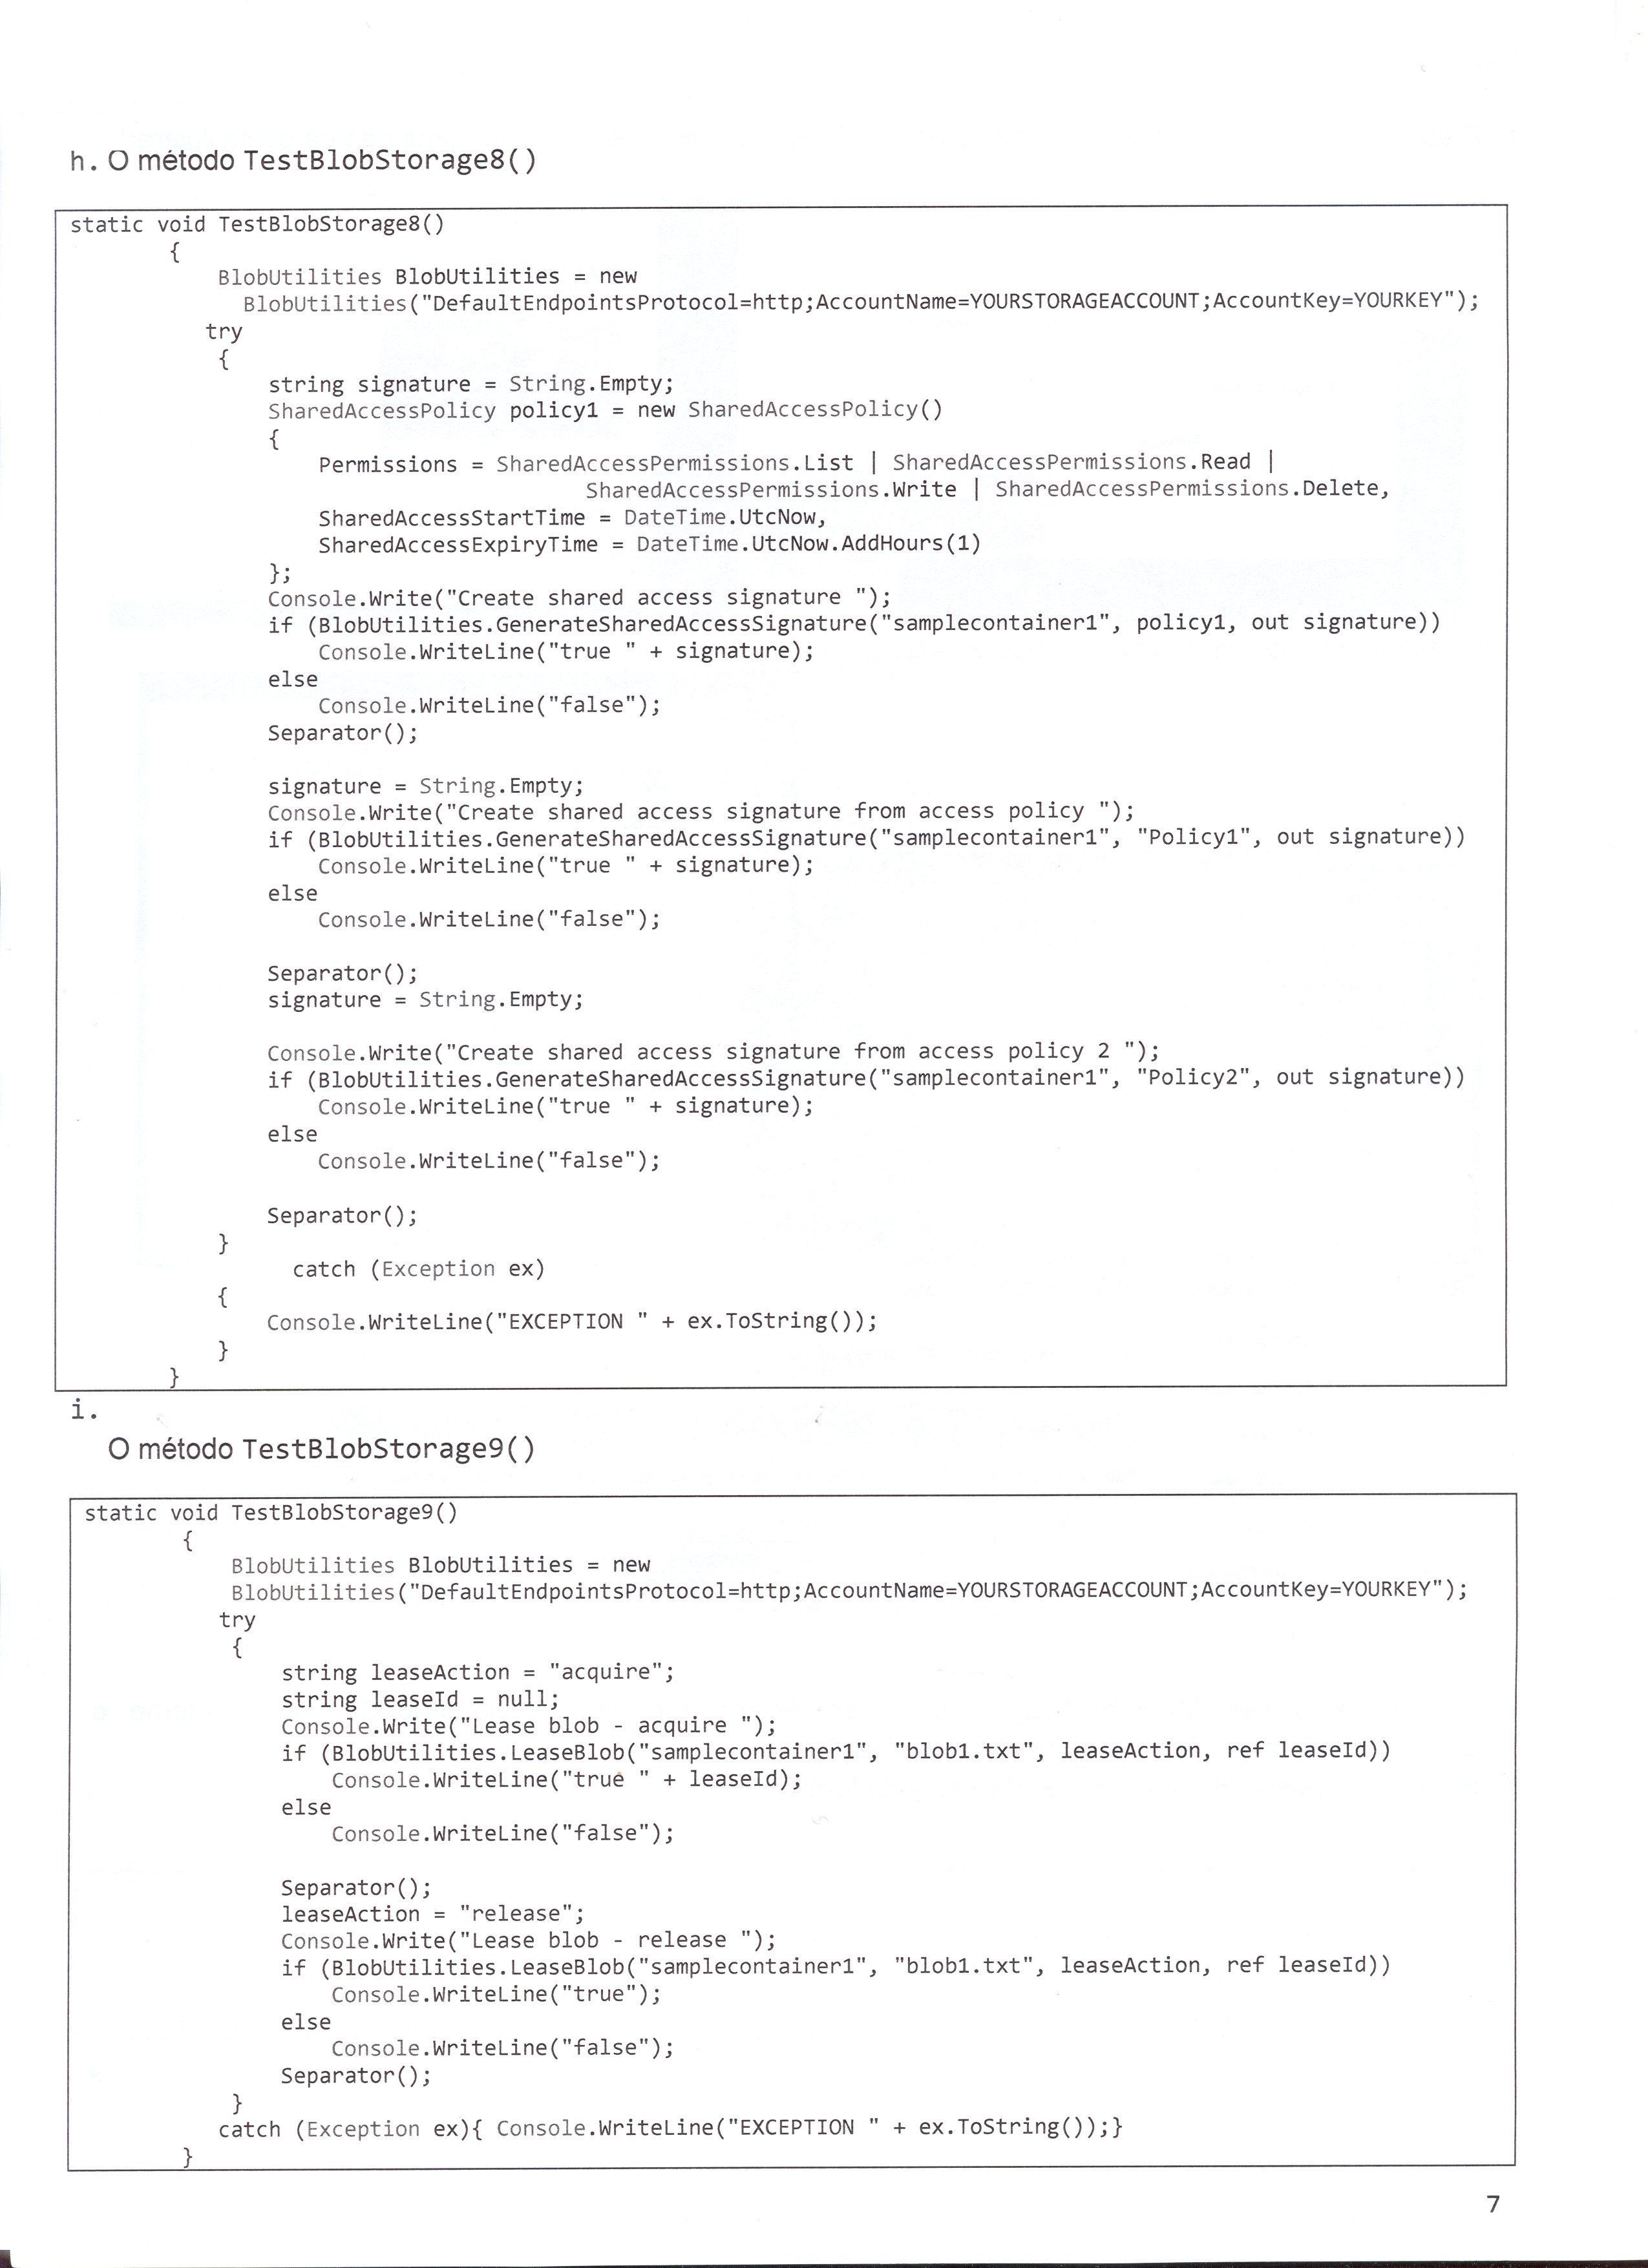 h. O método TestBlobStorage8()
static void TestBlobStorage8()
{
BlobUtilities BlobUtilities = new
BlobUtilities("DefaultEndpointsProtocol=http;AccountName=YOURSTORAGEACCOUNT;AccountKey=YOURKEY");
try
{
string signature = String.Empty;
SharedAccessPolicy policy1 = new SharedAccessPolicy()
{
Permissions = SharedAccessPermissions.List | SharedAccessPermissions.Read |
SharedAccessPermissions.Write | SharedAccessPermissions.Delete,
SharedAccessStartTime = DateTime.UtcNow,
SharedAccessExpiryTime = DateTime.UtcNow.AddHours(1)
};
Console.Write("Create shared access signature ");
if (BlobUtilities.GenerateSharedAccessSignature("samplecontainer1", policy1, out signature))
Console.WriteLine("true " + signature);
else
Console.WriteLine("false");
Separator();
signature = String.Empty;
Console.Write("Create shared access signature from access policy ");
if (BlobUtilities.GenerateSharedAccessSignature("samplecontainer1", "Policy1", out signature))
Console.WriteLine("true " + signature);
else
Console.WriteLine("false");
Separator();
signature = String.Empty;
Console.Write("Create shared access signature from access policy 2 ");
if (BlobUtilities.GenerateSharedAccessSignature("samplecontainer1", "Policy2", out signature))
Console.WriteLine("true " + signature);
else
Console.WriteLine("false");
Separator();
}
catch (Exception ex)
{
Console.WriteLine("EXCEPTION " + ex.ToString());
}
}
i.
O método TestBlobStorage9()
static void TestBlobStorage9()
{
BlobUtilities BlobUtilities = new
BlobUtilities("DefaultEndpointsProtocol=http;AccountName=YOURSTORAGEACCOUNT;AccountKey=YOURKEY");
try
{
string leaseAction = "acquire";
string leaseId = null;
Console.Write("Lease blob - acquire ");
if (BlobUtilities.LeaseBlob("samplecontainer1", "blob1.txt", leaseAction, ref leaseId))
Console.WriteLine("true " + leaseId);
else
Console.WriteLine("false");
Separator();
leaseAction = "release";
Console.Write("Lease blob - release ");
if (BlobUtilities.LeaseBlob("samplecontainer1", "blob1.txt", leaseAction, ref leaseId))
Console.WriteLine("true");
else
Console.WriteLine("false");
Separator();
}
catch (Exception ex){ Console.WriteLine("EXCEPTION " + ex.ToString());}
}
7